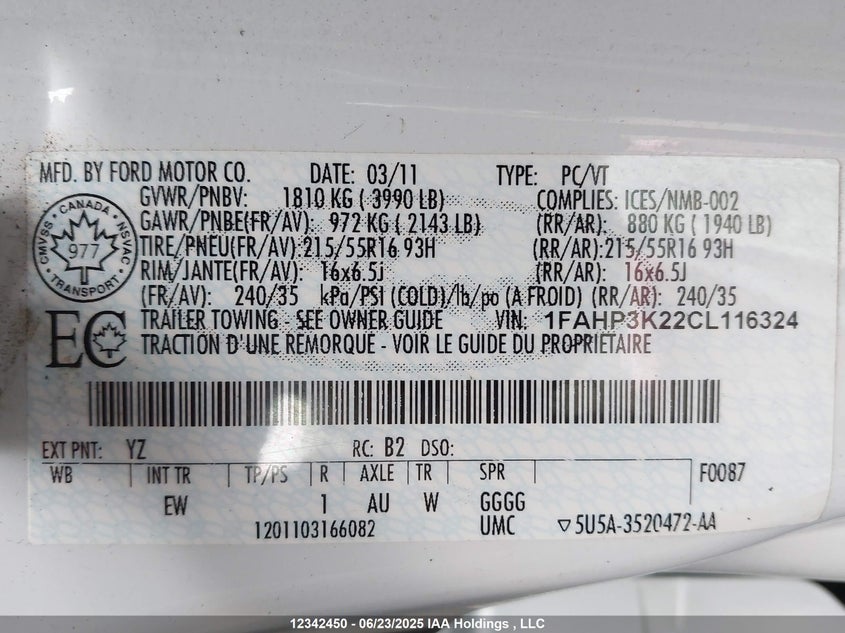 MFD. BY FORD MOTOR CO. DATE: 03/11 TYPE: PC/VT
GVWR/PNBV: 1810 KG ( 3990 LB) COMPLIES: ICES/NMB-002
GAWR/PNBE(FR/AV): 972 KG ( 2143 LB) (RR/AR): 880 KG ( 1940 LB)
TIRE/PNEU(FR/AV): 215/55R16 93H (RR/AR): 215/55R16 93H
RIM/JANTE(FR/AV): 16x6.5J (RR/AR): 16x6.5J
(FR/AV): 240/35 kPa/PSI (COLD)/lb/po (A FROID) (RR/AR): 240/35
TRAILER TOWING - SEE OWNER GUIDE VIN: 1FAHP3K22CL116324
TRACTION D'UNE REMORQUE - VOIR LE GUIDE DU PROPRIÉTAIRE
CANADA
CMVSS 977 NSVAC
TRANSPORT
EC
EXT PNT: YZ RC: B2 DSO:
WB INT TR TP/PS R AXLE TR SPR F0087
EW 1 AU W GGGG
1201103166082 UMC ▽5U5A-3520472-AA
12342450 - 06/23/2025 IAA Holdings , LLC